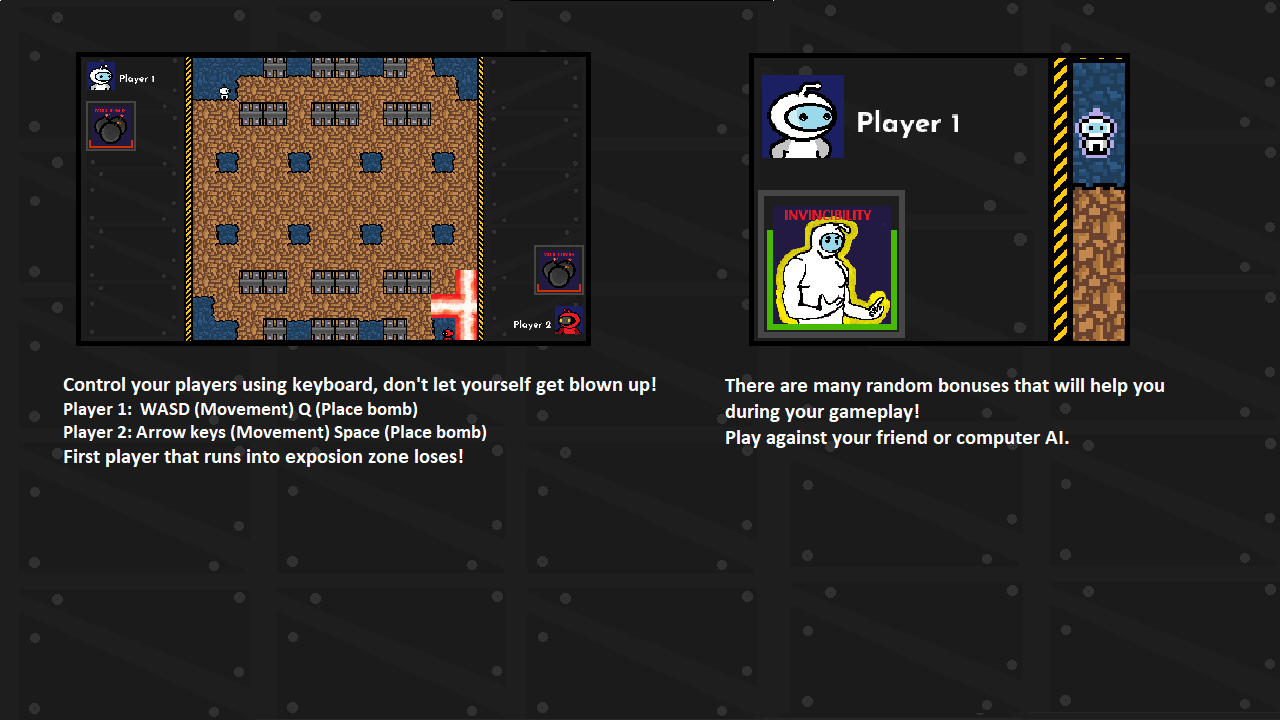 Player 1
Player 2
Control your players using keyboard, don't let yourself get blown up!
Player 1:  WASD (Movement) Q (Place bomb)
Player 2: Arrow keys (Movement) Space (Place bomb)
First player that runs into exposion zone loses!
Player 1
INVINCIBILITY
There are many random bonuses that will help you
during your gameplay!
Play against your friend or computer AI.